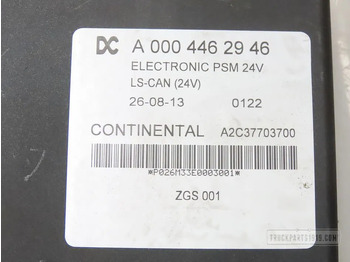 DC A 000 446 29 46
ELECTRONIC PSM 24V
LS-CAN (24V)
26-08-13 0122
CONTINENTAL A2C37703700
*P026M33E0003001*
ZGS 001